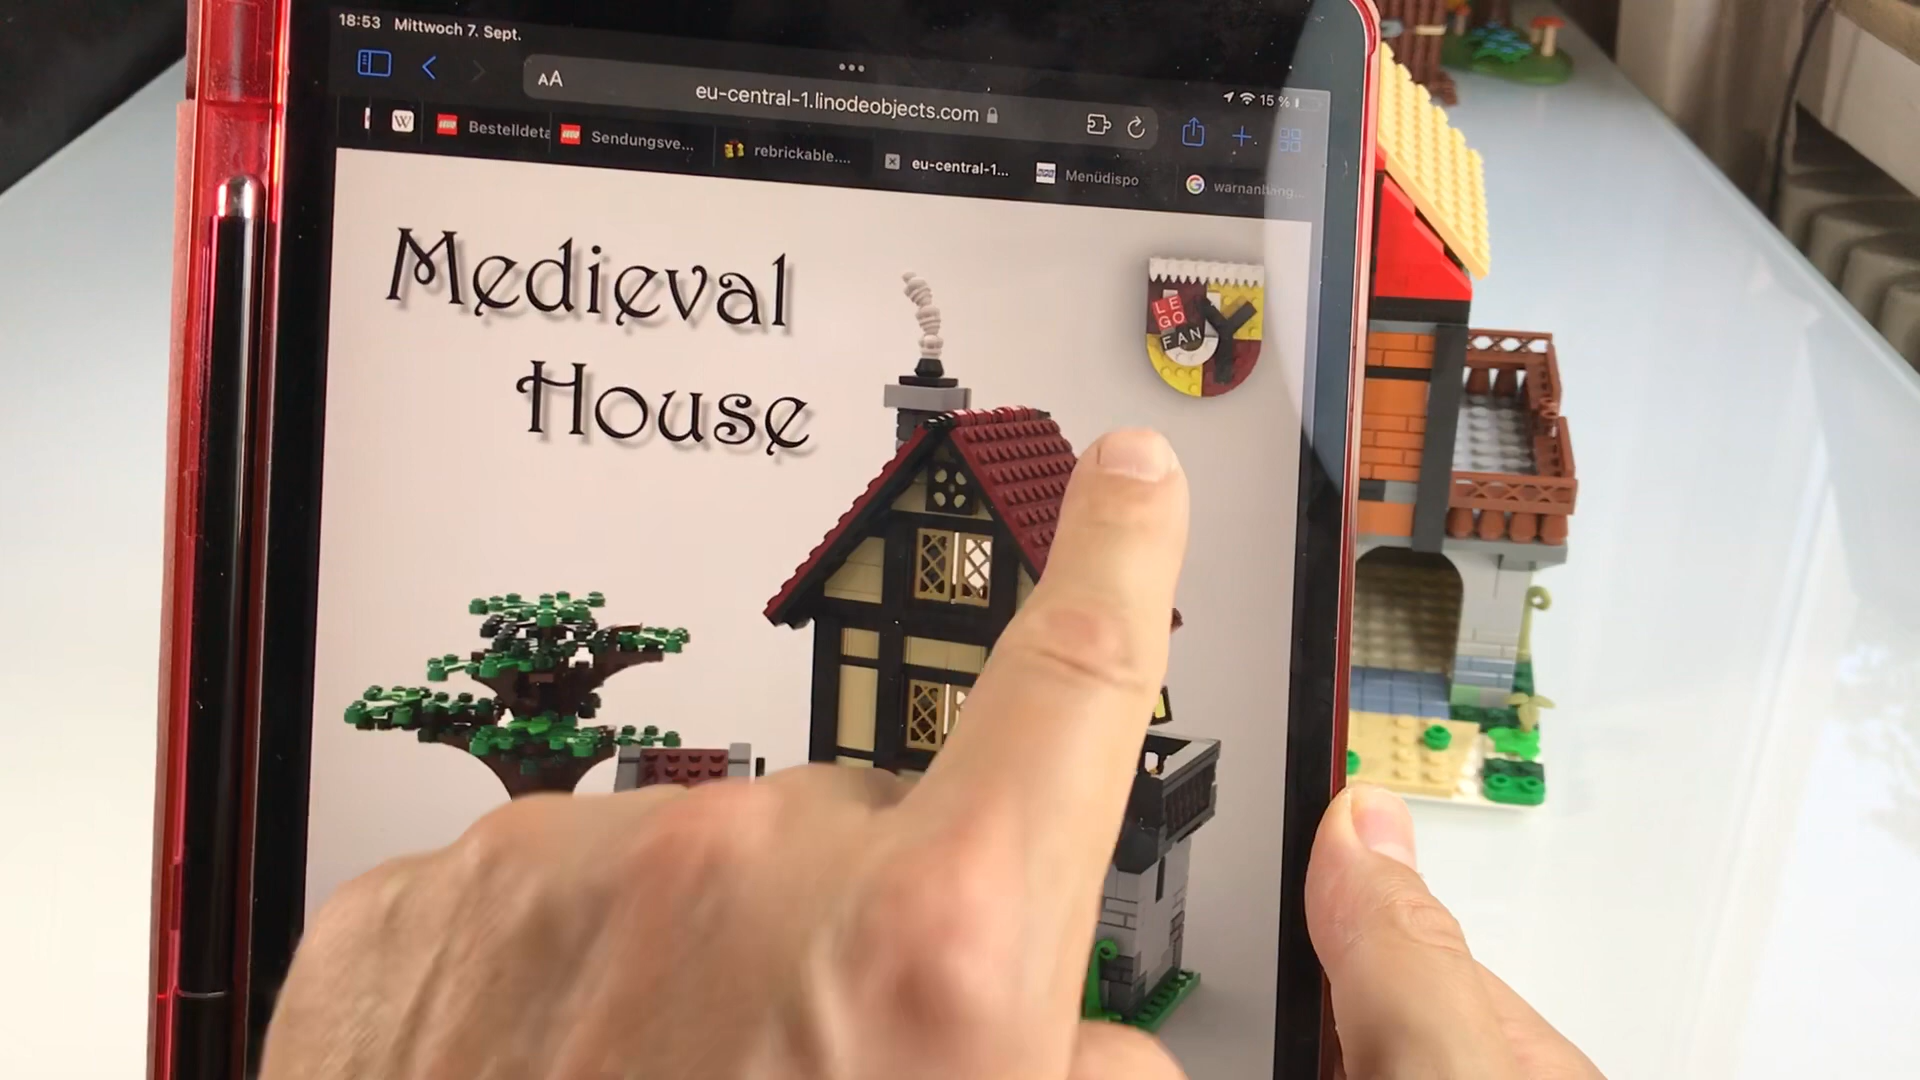 18:53 Mittwoch 7. Sept.
15 %
AA
eu-central-1.linodeobjects.com
W
Bestelldeta
Sendungsve...
rebrickable....
eu-central-1...
Menüdispo
warnanhäng...
Medieval
House
LE
GO
FAN